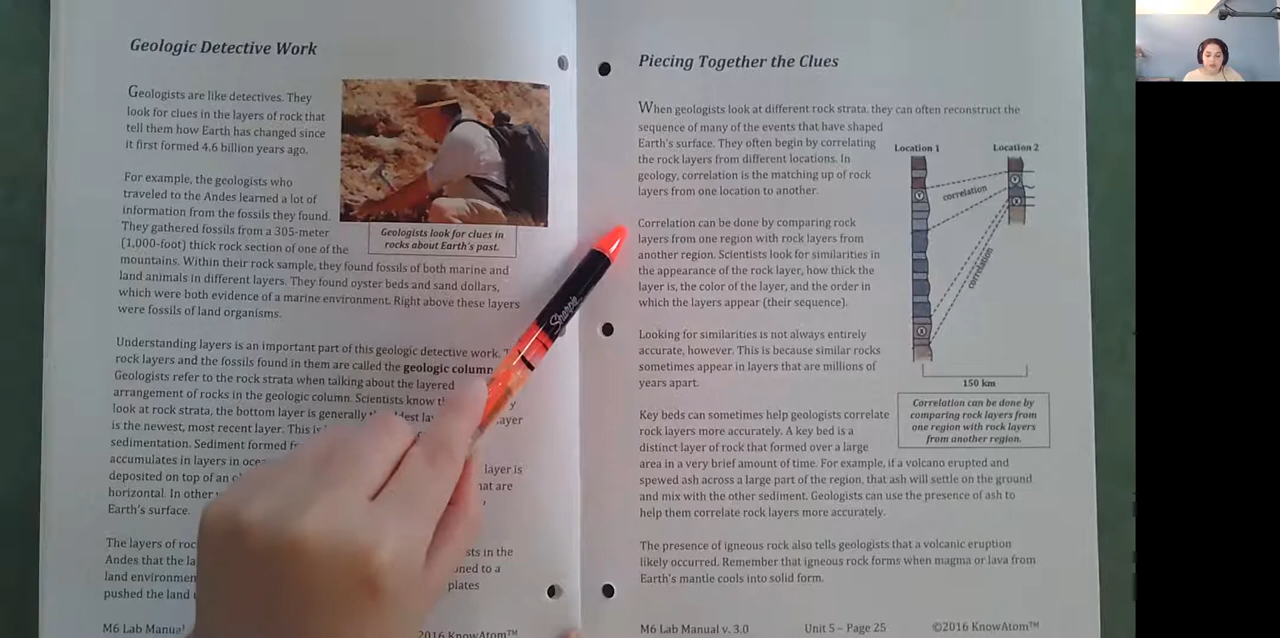 Geologic Detective Work
Geologists are like detectives. They
look for clues in the layers of rock that
tell them how Earth has changed since
it first formed 4.6 billion years ago.
Geologists look for clues in
rocks about Earth's past.
For example, the geologists who
traveled to the Andes learned a lot of
information from the fossils they found.
They gathered fossils from a 305-meter
(1,000-foot) thick rock section of one of the
mountains. Within their rock sample, they found fossils of both marine and
land animals in different layers. They found oyster beds and sand dollars,
which were both evidence of a marine environment. Right above these layers
were fossils of land organisms.
Understanding layers is an important part of this geologic detective work.
rock layers and the fossils found in them are called the geologic column
Geologists refer to the rock strata when talking about the layered
arrangement of rocks in the geologic column. Scientists know
look at rock strata, the bottom layer is generally
is the newest, most recent layer. This is
sedimentation. Sediment formed
accumulates in layers in
layer is
deposited on top of an
that are
horizontal. In other
Earth's surface.
The layers of
in the
Andes that the
to a
land
plates
pushed the land
M6 Lab Manual
2016 KnowAtom™
Sharpie
Piecing Together the Clues
When geologists look at different rock strata, they can often reconstruct the
sequence of many of the events that have shaped
Earth's surface. They often begin by correlating
the rock layers from different locations. In
geology, correlation is the matching up of rock
layers from one location to another.
Correlation can be done by comparing rock
layers from one region with rock layers from
another region. Scientists look for similarities in
the appearance of the rock layer, how thick the
layer is, the color of the layer, and the order in
which the layers appear (their sequence).
Looking for similarities is not always entirely
accurate, however. This is because similar rocks
sometimes appear in layers that are millions of
years apart.
Location 1
Location 2
Y
Y
X
X
correlation
correlation
150 km
Correlation can be done by
comparing rock layers from
one region with rock layers
from another region.
Key beds can sometimes help geologists correlate
rock layers more accurately. A key bed is a
distinct layer of rock that formed over a large
area in a very brief amount of time. For example, if a volcano erupted and
spewed ash across a large part of the region, that ash will settle on the ground
and mix with the other sediment. Geologists can use the presence of ash to
help them correlate rock layers more accurately.
The presence of igneous rock also tells geologists that a volcanic eruption
likely occurred. Remember that igneous rock forms when magma or lava from
Earth's mantle cools into solid form.
M6 Lab Manual v. 3.0
Unit 5 – Page 25
©2016 KnowAtom™